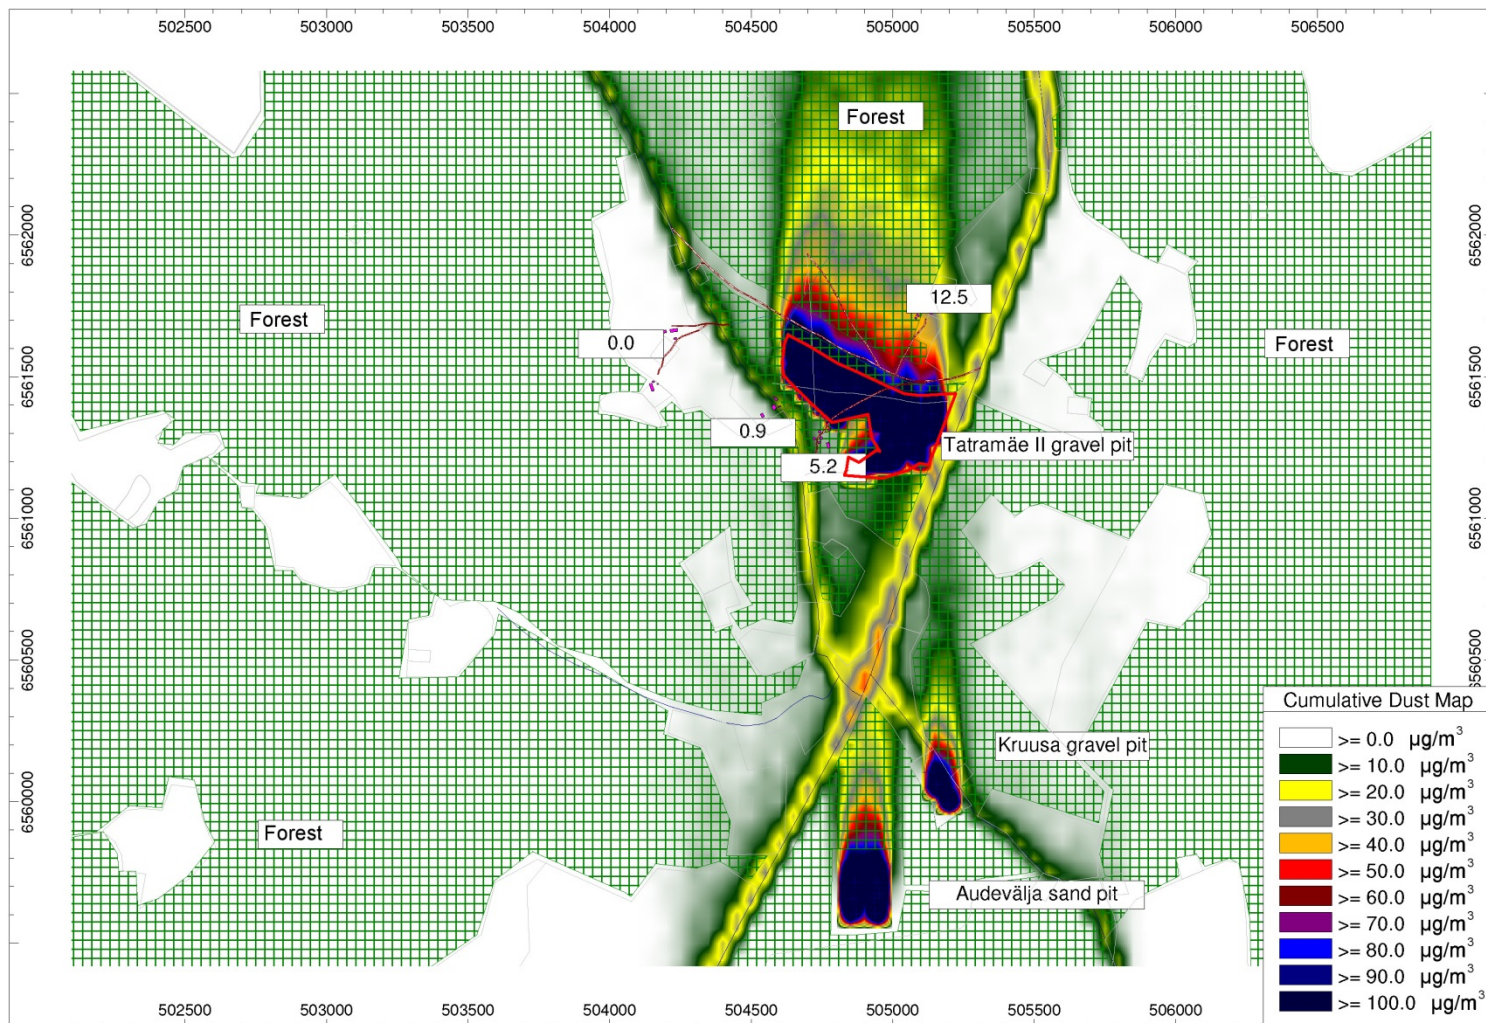 502500 503000 503500 504000 504500 505000 505500 506000 506500
6562000
6562000
Forest
12.5
Forest
0.0
Forest
6561500
6561500
0.9
Tatramäe II gravel pit
5.2
6561000
6561000
6560500
6560500
Cumulative Dust Map
Kruusa gravel pit
>= 0.0 µg/m³
>= 10.0 µg/m³
>= 20.0 µg/m³
>= 30.0 µg/m³
>= 40.0 µg/m³
>= 50.0 µg/m³
>= 60.0 µg/m³
>= 70.0 µg/m³
>= 80.0 µg/m³
>= 90.0 µg/m³
>= 100.0 µg/m³
6560000
Forest
Audevälja sand pit
502500 503000 503500 504000 504500 505000 505500 506000